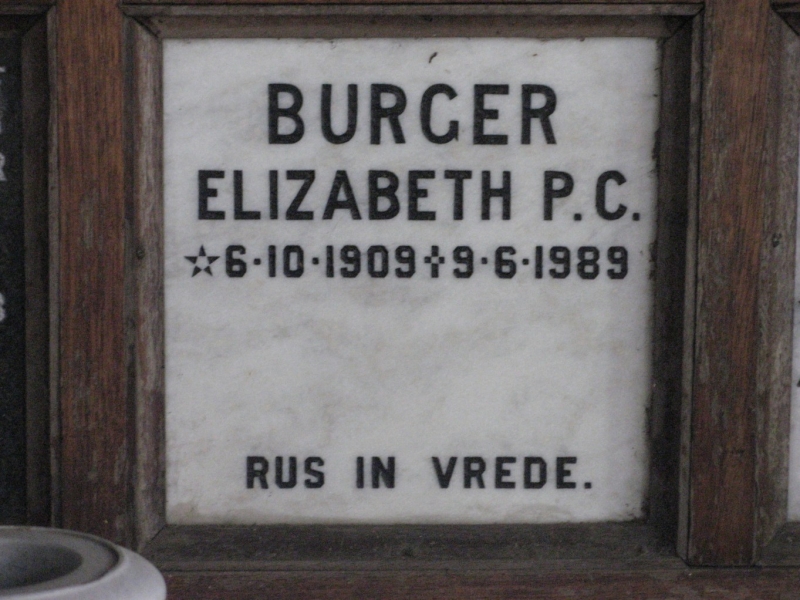 BURGER
ELIZABETH P.C.
☆6·10·1909✝9·6·1989
RUS IN VREDE.